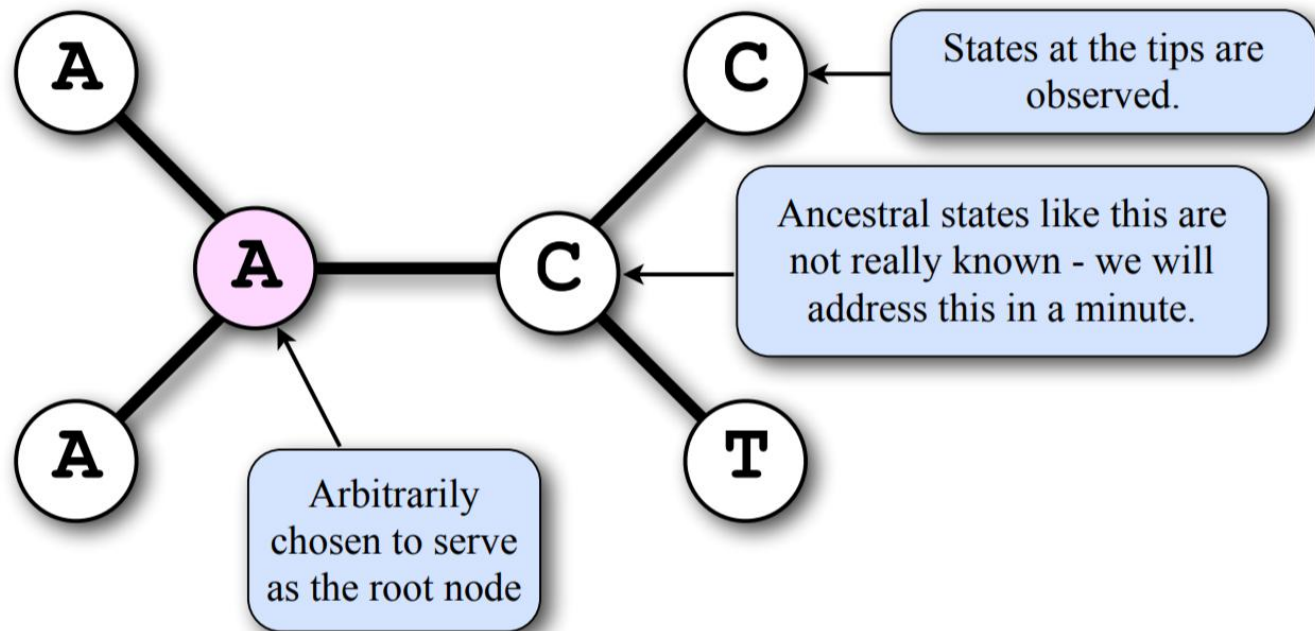 A
C
States at the tips are
observed.
Ancestral states like this are
not really known - we will
address this in a minute.
A
C
A
T
Arbitrarily
chosen to serve
as the root node